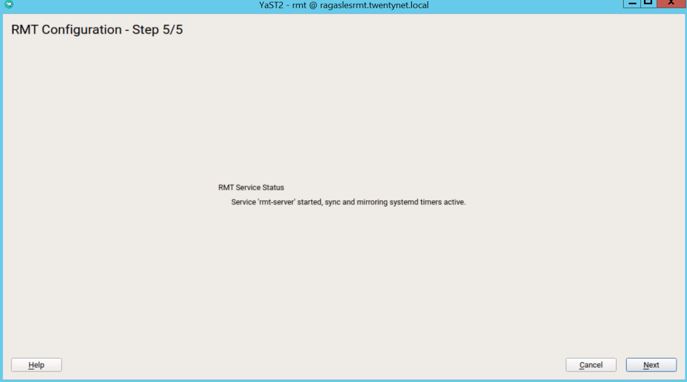 YaST2 - rmt @ ragaslesrmt.twentynet.local
RMT Configuration - Step 5/5
RMT Service Status
Service 'rmt-server' started, sync and mirroring systemd timers active.
Help
Cancel
Next